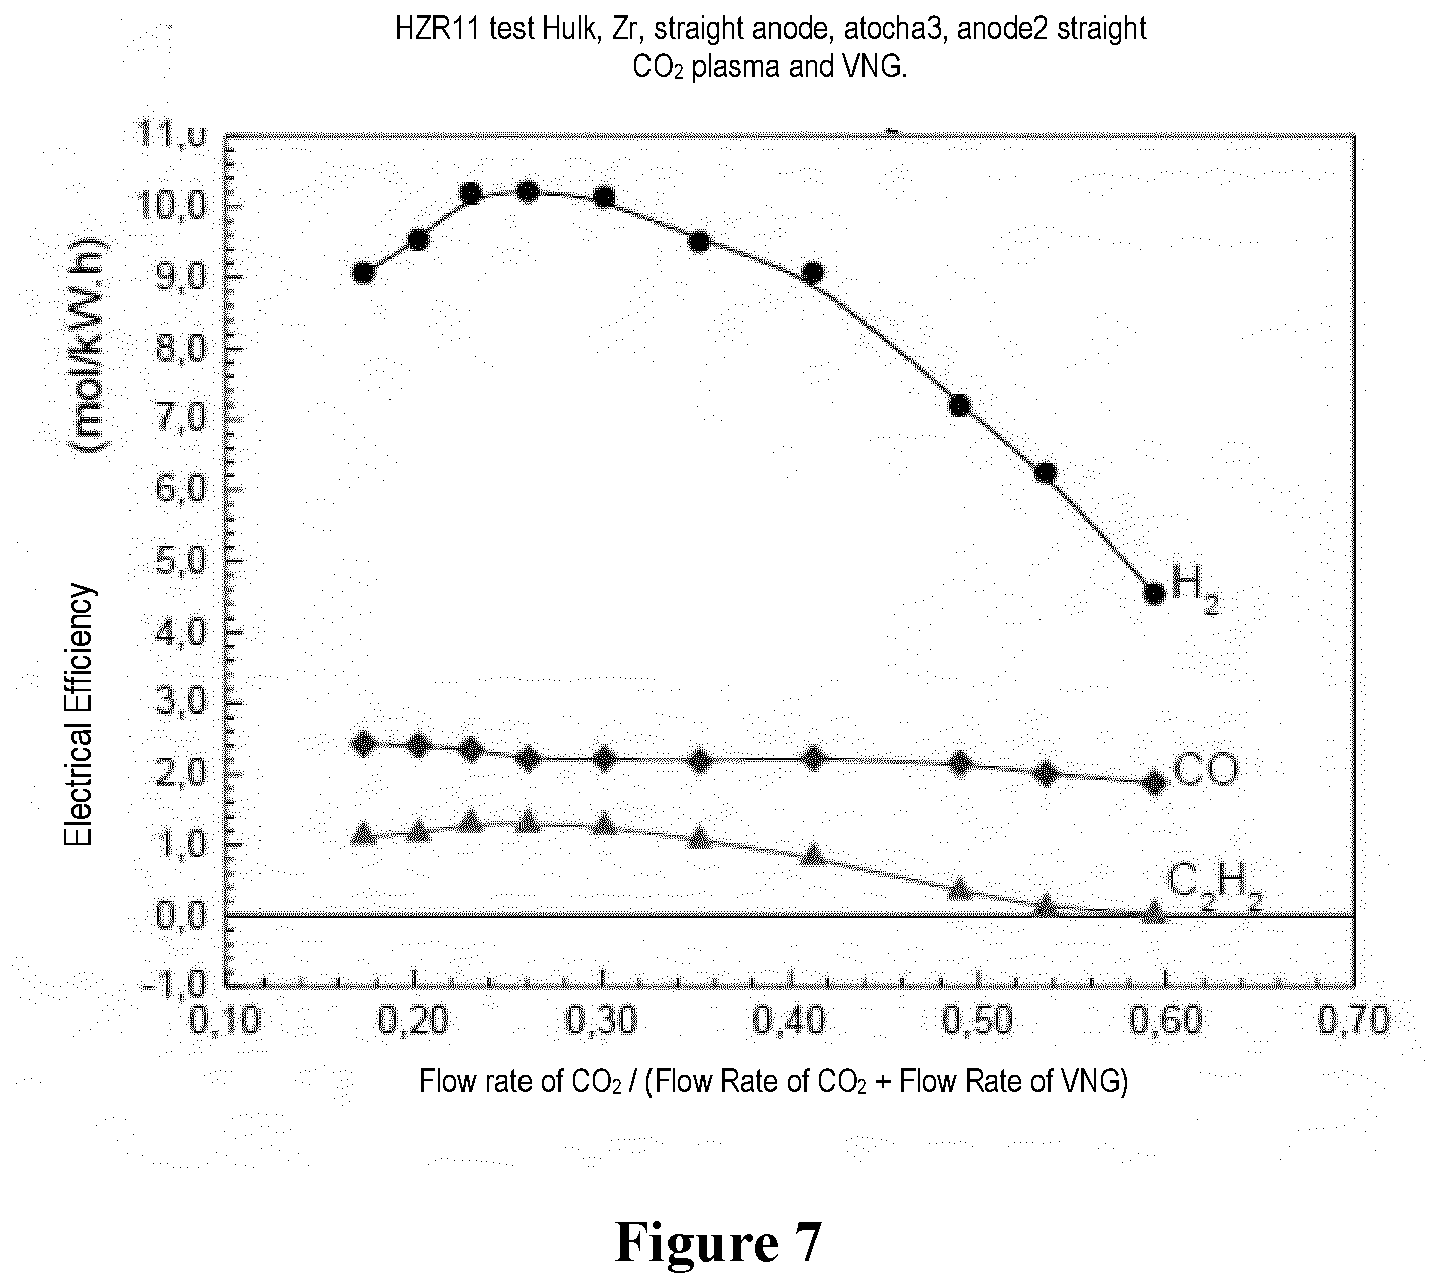 HZR11 test Hulk, Zr, straight anode, atocha3, anode2 straight
CO₂ plasma and VNG.
Electrical Efficiency (mol/kW.h)
11,u
10,0
9,0
8,0
7,0
6,0
5,0
4,0
3,0
2,0
1,0
0,0
-1,0
H₂
CO
C₂H₂
0,10 0,20 0,30 0,40 0,50 0,60 0,70
Flow rate of CO₂ / (Flow Rate of CO₂ + Flow Rate of VNG)
Figure 7